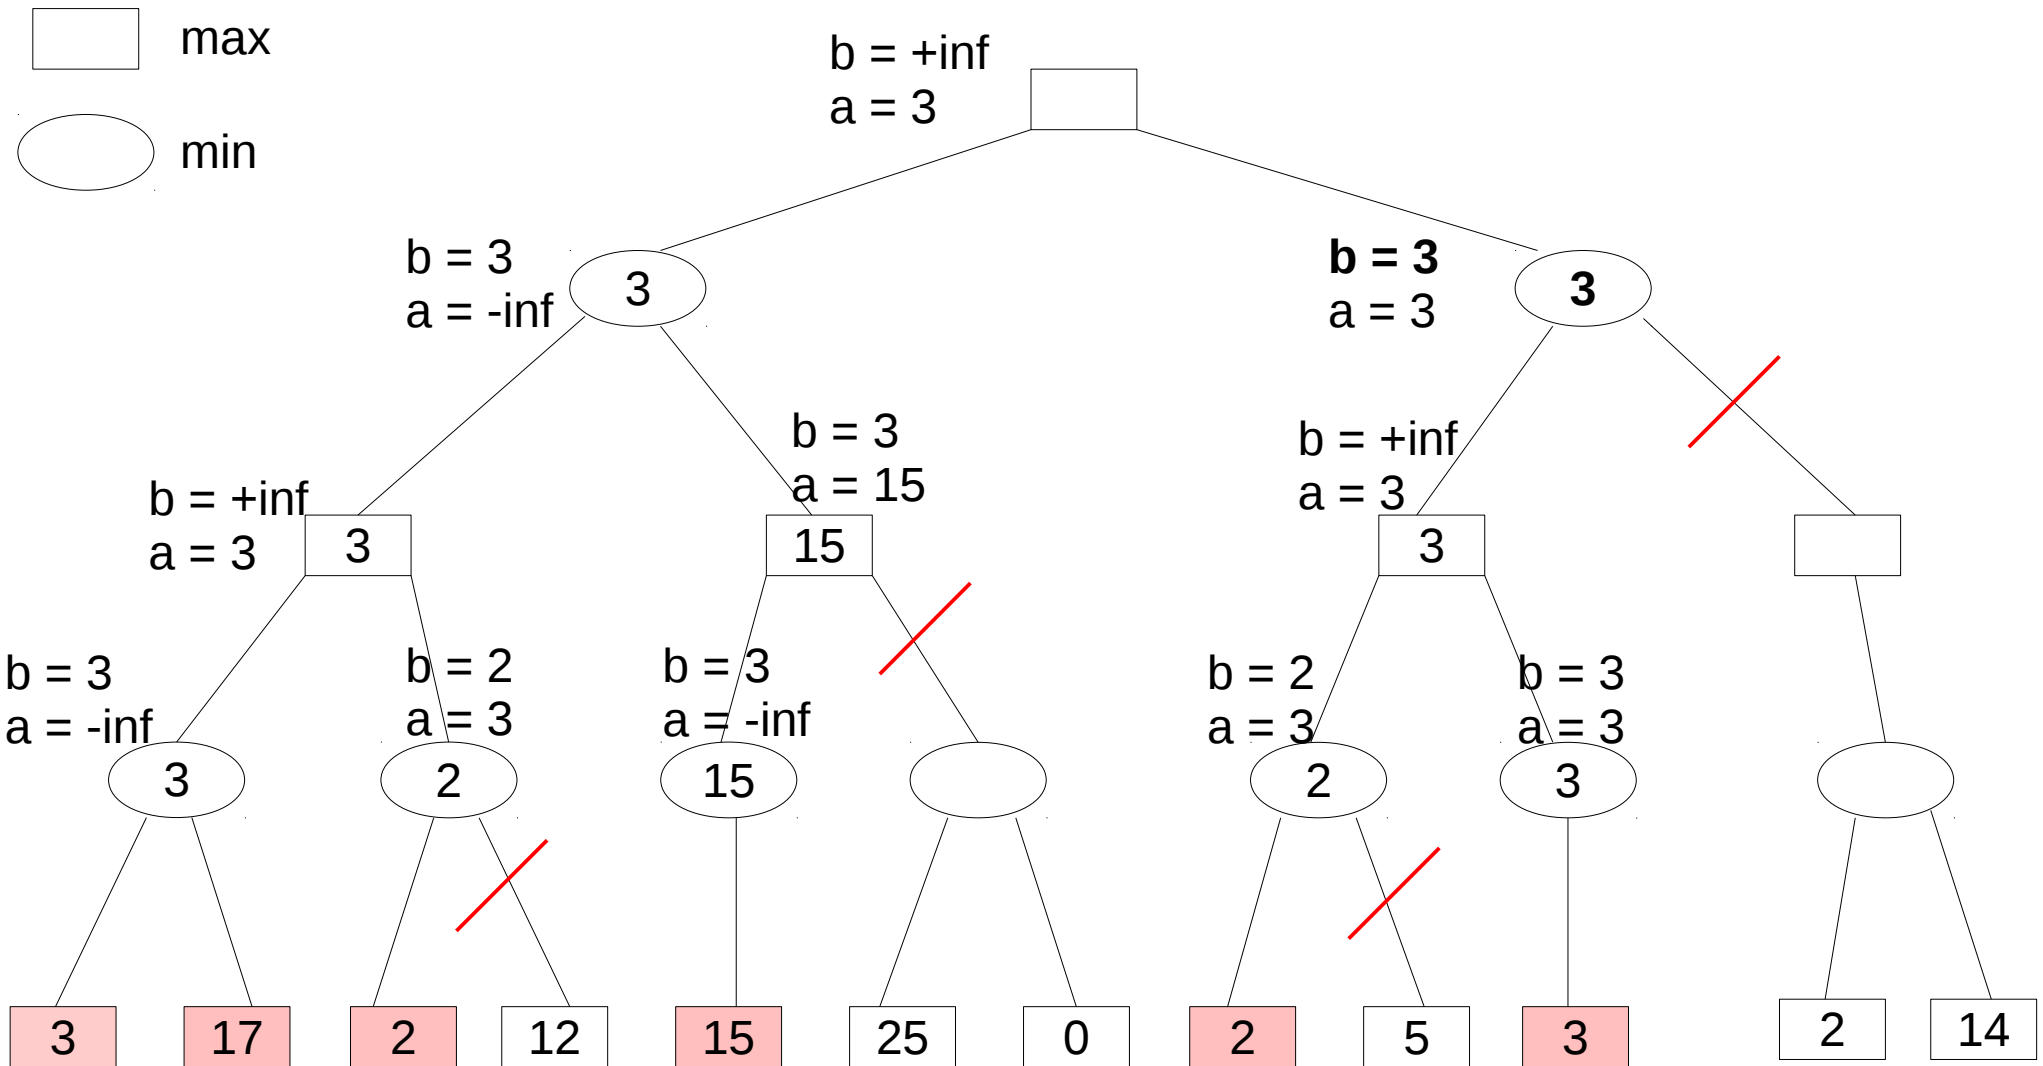 max
b = +inf
a = 3
min
b = 3
a = -inf
3
b = 3
a = 3
3
b = 3
a = 15
b = +inf
a = 3
b = +inf
a = 3
3
15
3
b = 3
a = -inf
b = 2
a = 3
b = 3
a = -inf
b = 2
a = 3
b = 3
a = 3
3
2
15
2
3
3
17
2
12
15
25
0
2
5
3
2
14